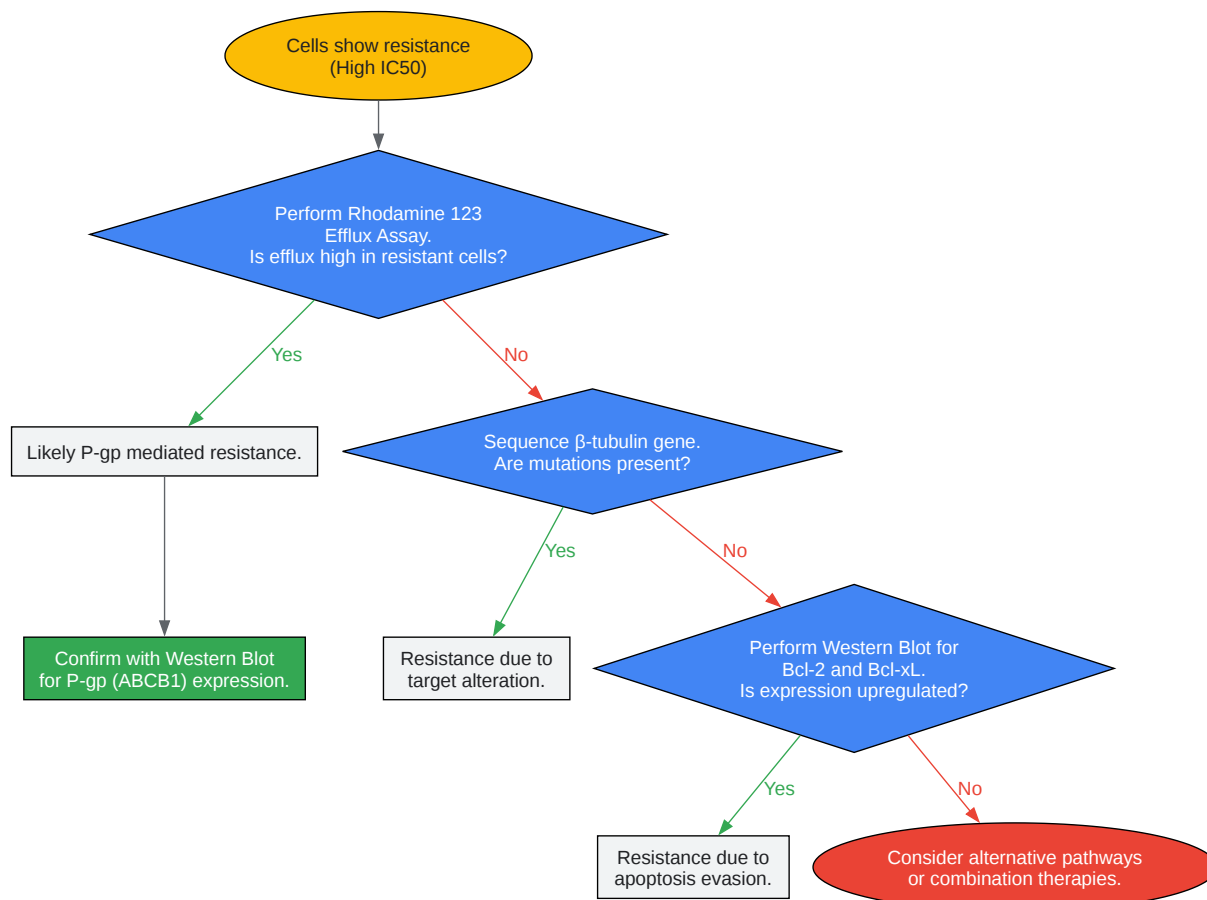 Cells show resistance
(High IC50)
Perform Rhodamine 123
Efflux Assay.
Is efflux high in resistant cells?
Yes
No
Likely P-gp mediated resistance.
Sequence β-tubulin gene.
Are mutations present?
Yes
No
Confirm with Western Blot
for P-gp (ABCB1) expression.
Resistance due to
target alteration.
Perform Western Blot for
Bcl-2 and Bcl-xL.
Is expression upregulated?
Yes
No
Resistance due to
apoptosis evasion.
Consider alternative pathways
or combination therapies.